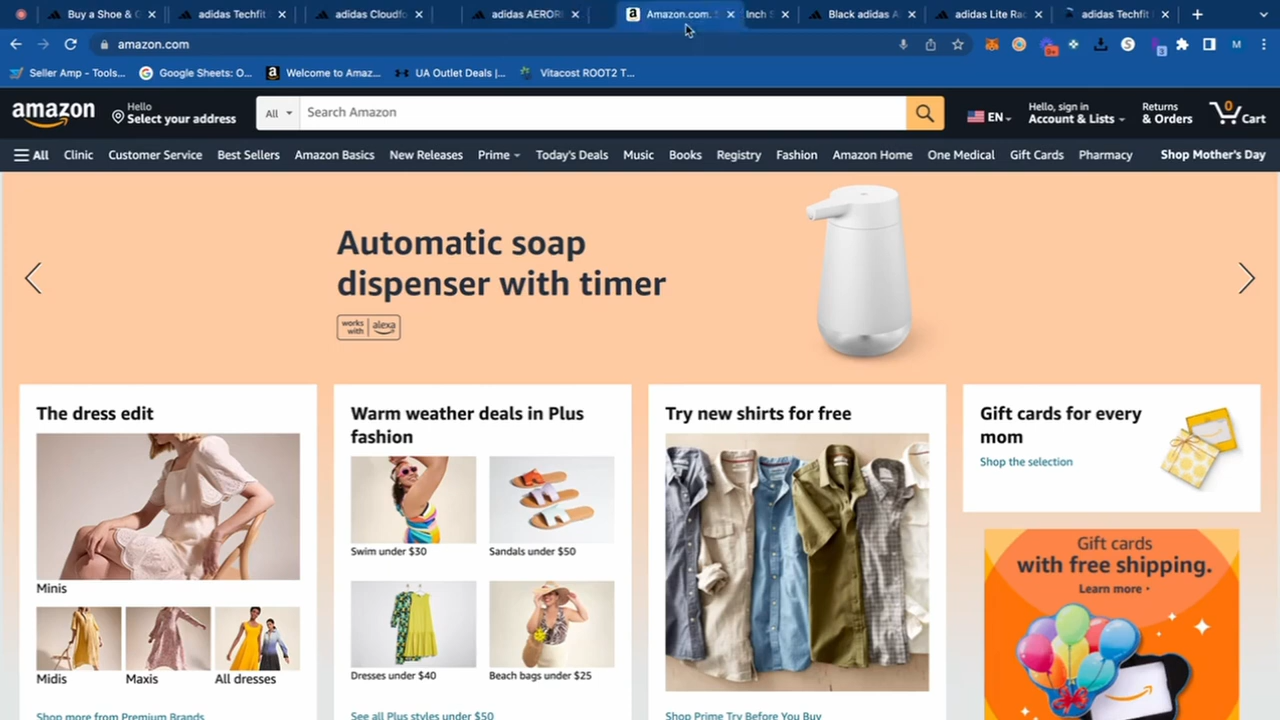 Buy a Shoe & C
adidas Techfit
adidas Cloudfo
adidas AEROR
Amazon.com. S
Inch S
Black adidas A
adidas Lite Rac
adidas Techfit
amazon.com
Seller Amp - Tools...
Google Sheets: O...
Welcome to Amaz...
UA Outlet Deals |...
Vitacost ROOT2 T...
amazon
Hello
Select your address
All
Search Amazon
EN
Hello, sign in
Account & Lists
Returns
& Orders
0
Cart
All
Clinic
Customer Service
Best Sellers
Amazon Basics
New Releases
Prime
Today's Deals
Music
Books
Registry
Fashion
Amazon Home
One Medical
Gift Cards
Pharmacy
Shop Mother's Day
Automatic soap
dispenser with timer
works
with
alexa
The dress edit
Minis
Midis
Maxis
All dresses
Shop more from Premium Brands
Warm weather deals in Plus
fashion
Swim under $30
Sandals under $50
Dresses under $40
Beach bags under $25
See all Plus styles under $50
Try new shirts for free
Shop Prime Try Before You Buy
Gift cards for every
mom
Shop the selection
Gift cards
with free shipping.
Learn more